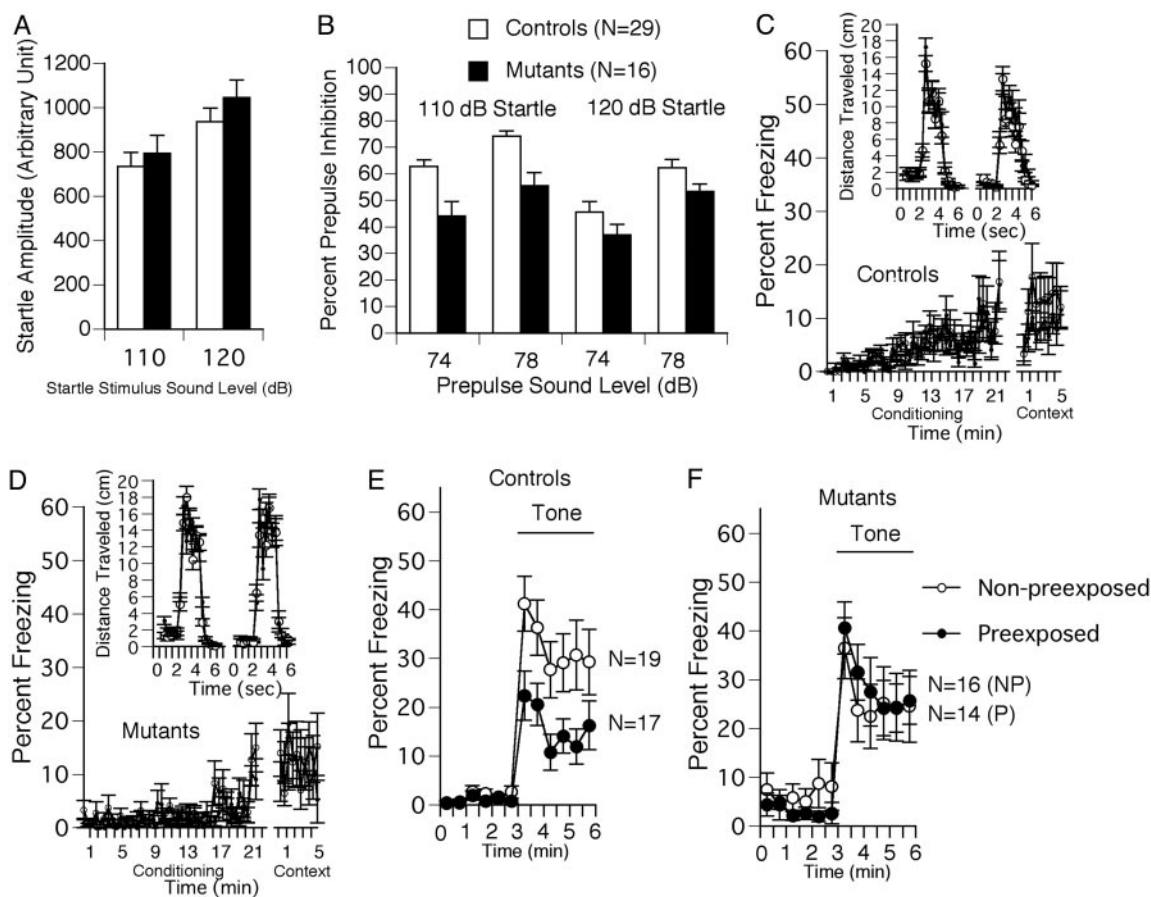 A
Startle Amplitude (Arbitrary Unit)
1200
1000
800
600
400
200
0
110 120
Startle Stimulus Sound Level (dB)
B
Controls (N=29)
Mutants (N=16)
Percent Prepulse Inhibition
100
90
80
70
60
50
40
30
20
10
0
110 dB Startle 120 dB Startle
74 78 74 78
Prepulse Sound Level (dB)
C
Percent Freezing
60
50
40
30
20
10
0
Distance Traveled (cm)
20
18
16
14
12
10
8
6
4
2
0
0 2 4 6 0 2 4 6
Time (sec)
Controls
1 5 9 13 17 21 1 5
Conditioning Context
Time (min)
D
Percent Freezing
60
50
40
30
20
10
0
Distance Traveled (cm)
20
18
16
14
12
10
8
6
4
2
0
0 2 4 6 0 2 4 6
Time (sec)
Mutants
1 5 9 13 17 21 1 5
Conditioning Context
Time (min)
E
Controls
Tone
Percent Freezing
60
50
40
30
20
10
0
N=19
N=17
0 1 2 3 4 5 6
Time (min)
F
Mutants
Tone
Percent Freezing
60
50
40
30
20
10
0
Non-preexposed
Preexposed
N=16 (NP)
N=14 (P)
0 1 2 3 4 5 6
Time (min)